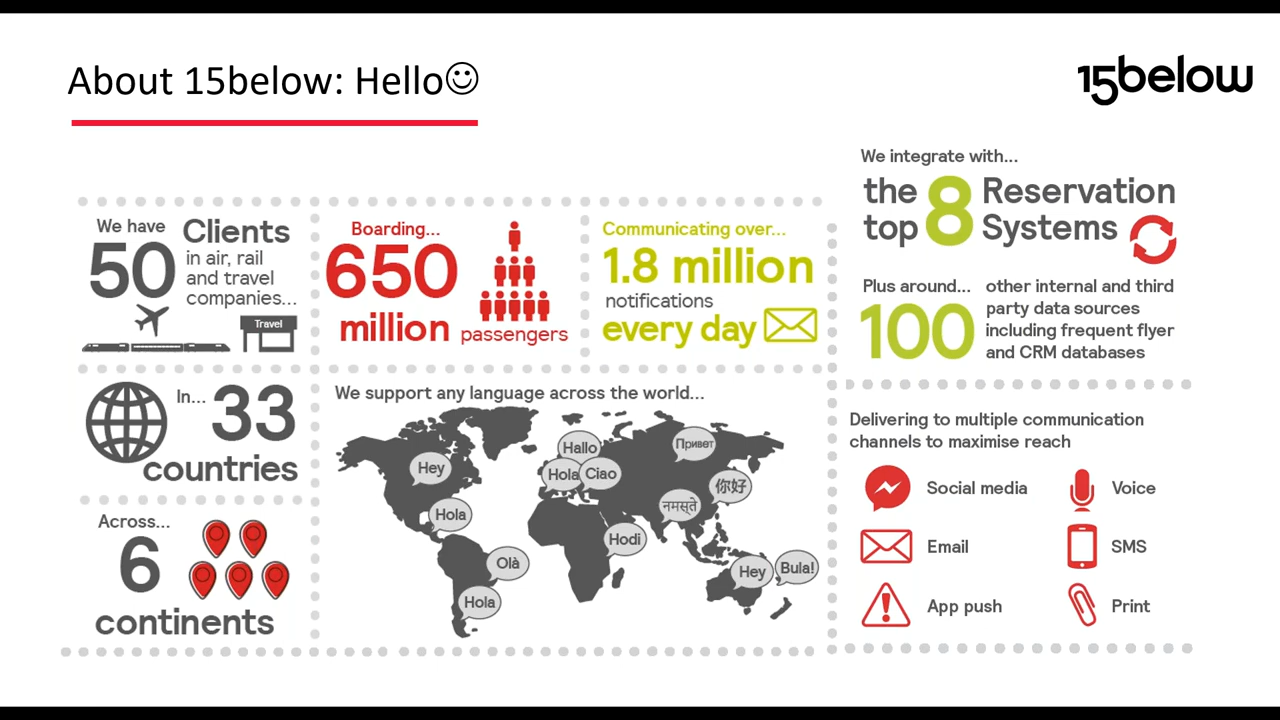 About 15below: Hello☺
15below
We have
50
Clients
in air, rail
and travel
companies...
Travel
Boarding...
650
million
passengers
Communicating over...
1.8 million
notifications
every day
We integrate with...
the top
8
Reservation
Systems
Plus around...
100
other internal and third
party data sources
including frequent flyer
and CRM databases
In... 33
countries
Across...
6
continents
We support any language across the world...
Hey
Hola
Olà
Hola
Hallo
Hola
Ciao
Привет
你好
नमस्ते
Hodi
Hey
Bula!
Delivering to multiple communication
channels to maximise reach
Social media
Voice
Email
SMS
App push
Print